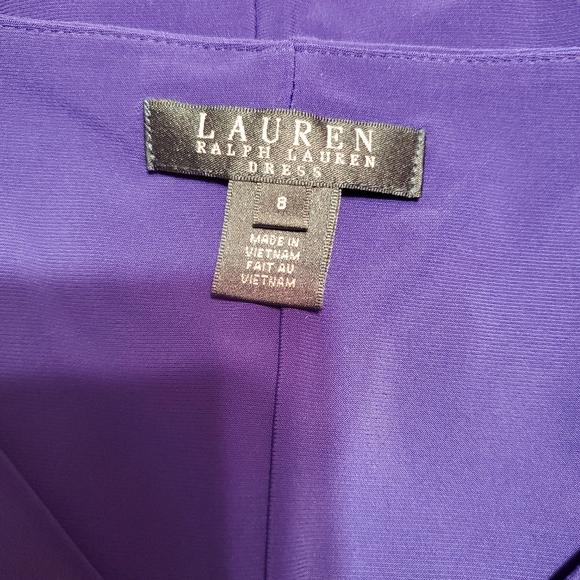 LAUREN
RALPH LAUREN
DRESS
8
MADE IN
VIETNAM
FAIT AU
VIETNAM